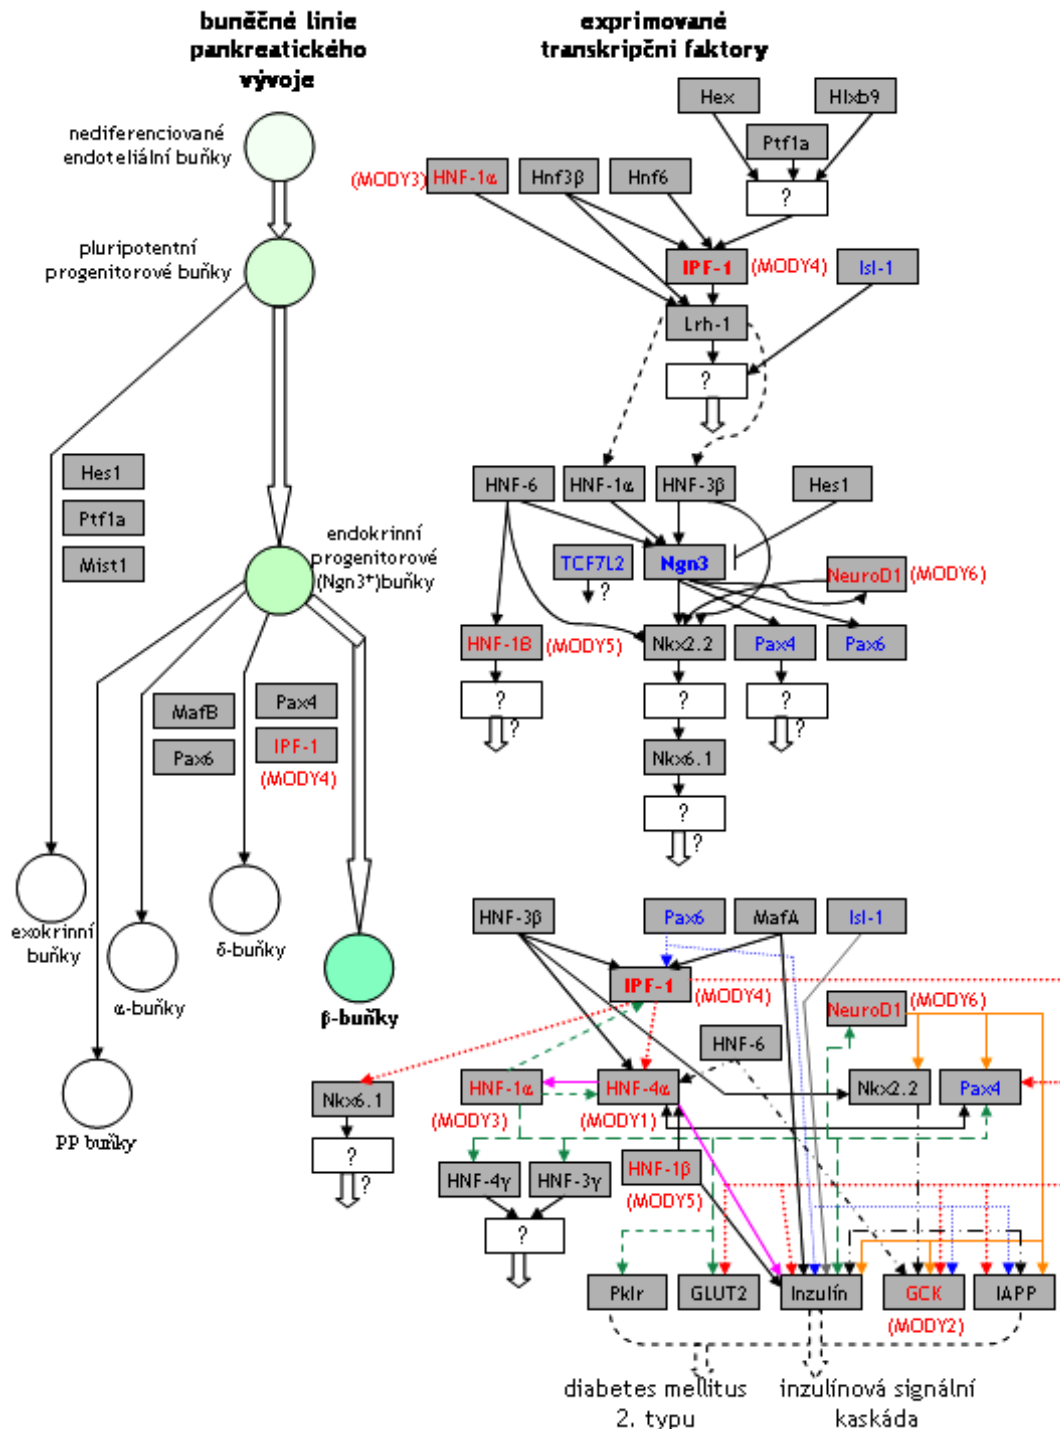 buněčné linie
pankreatického
vývoje
exprimované
transkripční faktory
nediferenciované
endoteliální buňky
pluripotentní
progenitorové buňky
Hes1
Ptf1a
Mist1
endokrinní
progenitorové
(Ngn3+)buňky
MafB
Pax6
Pax4
IPF-1
(MODY4)
exokrinní
buňky
α-buňky
δ-buňky
β-buňky
PP buňky
Hex
Hlxb9
Ptf1a
?
(MODY3)
HNF-1α
Hnf3β
Hnf6
IPF-1
(MODY4)
Isl-1
Lrh-1
?
HNF-6
HNF-1α
HNF-3β
Hes1
TCF7L2
?
Ngn3
NeuroD1
(MODY6)
HNF-1B
(MODY5)
Nkx2.2
Pax4
Pax6
?
?
?
?
?
Nkx6.1
?
?
HNF-3β
Pax6
MafA
Isl-1
IPF-1
(MODY4)
NeuroD1
(MODY6)
HNF-6
Nkx6.1
HNF-1α
(MODY3)
HNF-4α
(MODY1)
Nkx2.2
Pax4
?
?
HNF-4γ
HNF-3γ
HNF-1β
(MODY5)
?
Pklr
GLUT2
Inzulín
GCK
(MODY2)
IAPP
diabetes mellitus
2. typu
inzulínová signální
kaskáda